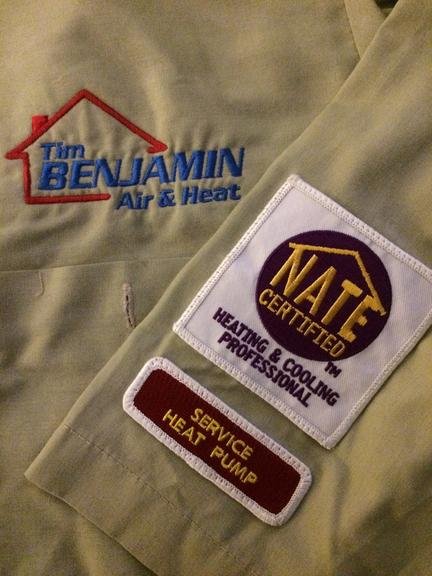 Tim
BENJAMIN
Air & Heat
NATE
CERTIFIED
TM
HEATING & COOLING
PROFESSIONAL
SERVICE
HEAT PUMP